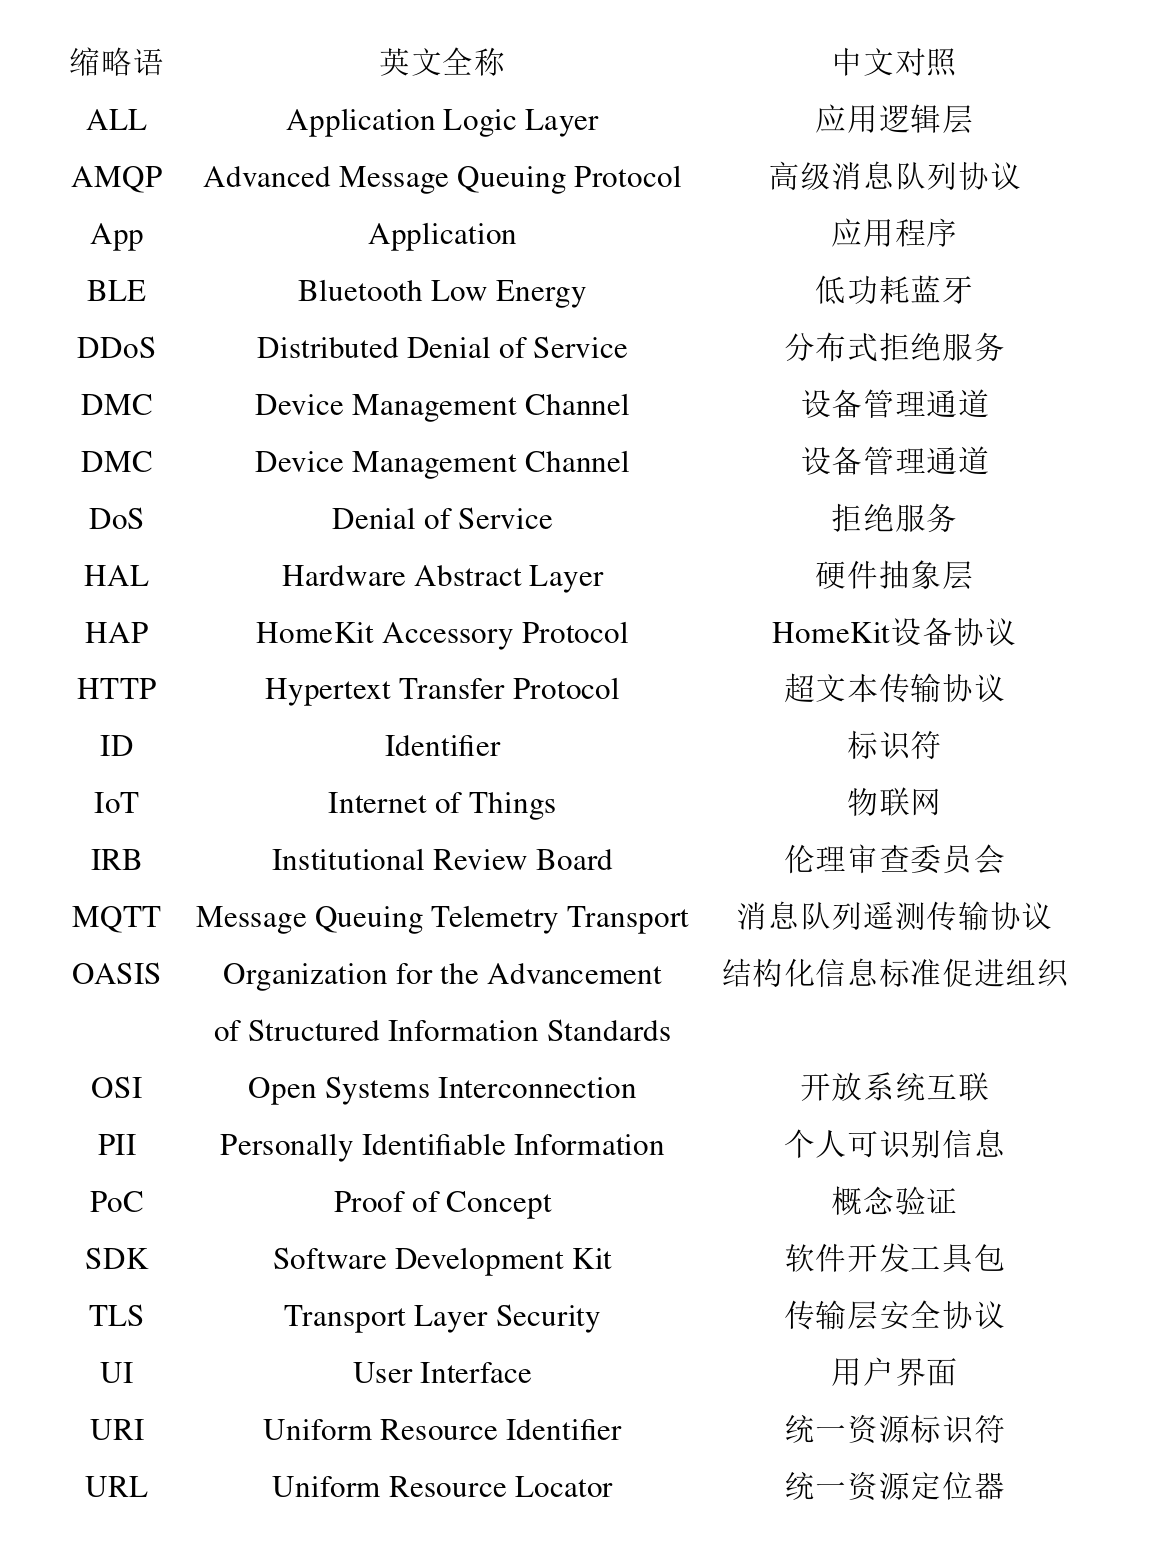 缩略语 英文全称 中文对照
ALL Application Logic Layer 应用逻辑层
AMQP Advanced Message Queuing Protocol 高级消息队列协议
App Application 应用程序
BLE Bluetooth Low Energy 低功耗蓝牙
DDoS Distributed Denial of Service 分布式拒绝服务
DMC Device Management Channel 设备管理通道
DMC Device Management Channel 设备管理通道
DoS Denial of Service 拒绝服务
HAL Hardware Abstract Layer 硬件抽象层
HAP HomeKit Accessory Protocol HomeKit设备协议
HTTP Hypertext Transfer Protocol 超文本传输协议
ID Identifier 标识符
IoT Internet of Things 物联网
IRB Institutional Review Board 伦理审查委员会
MQTT Message Queuing Telemetry Transport 消息队列遥测传输协议
OASIS Organization for the Advancement 结构化信息标准促进组织
of Structured Information Standards
OSI Open Systems Interconnection 开放系统互联
PII Personally Identifiable Information 个人可识别信息
PoC Proof of Concept 概念验证
SDK Software Development Kit 软件开发工具包
TLS Transport Layer Security 传输层安全协议
UI User Interface 用户界面
URI Uniform Resource Identifier 统一资源标识符
URL Uniform Resource Locator 统一资源定位器